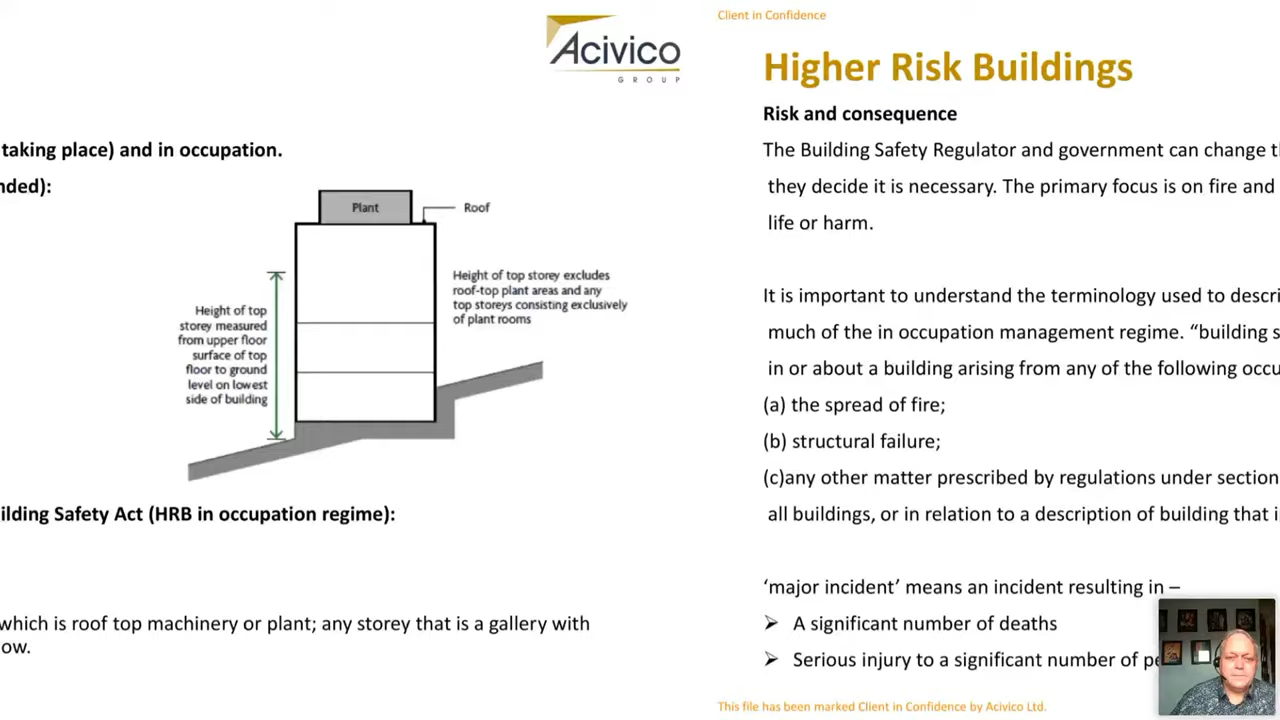 Acivico
GROUP
taking place) and in occupation.
nded):
Plant
Roof
Height of top storey excludes
roof-top plant areas and any
top storeys consisting exclusively
of plant rooms
Height of top
storey measured
from upper floor
surface of top
floor to ground
level on lowest
side of building
ilding Safety Act (HRB in occupation regime):
which is roof top machinery or plant; any storey that is a gallery with
ow.
Client in Confidence
Higher Risk Buildings
Risk and consequence
The Building Safety Regulator and government can change th
they decide it is necessary. The primary focus is on fire and
life or harm.
It is important to understand the terminology used to descri
much of the in occupation management regime. “building s
in or about a building arising from any of the following occu
(a) the spread of fire;
(b) structural failure;
(c)any other matter prescribed by regulations under section
all buildings, or in relation to a description of building that i
‘major incident’ means an incident resulting in –
➢ A significant number of deaths
➢ Serious injury to a significant number of pe
This file has been marked Client in Confidence by Acivico Ltd.